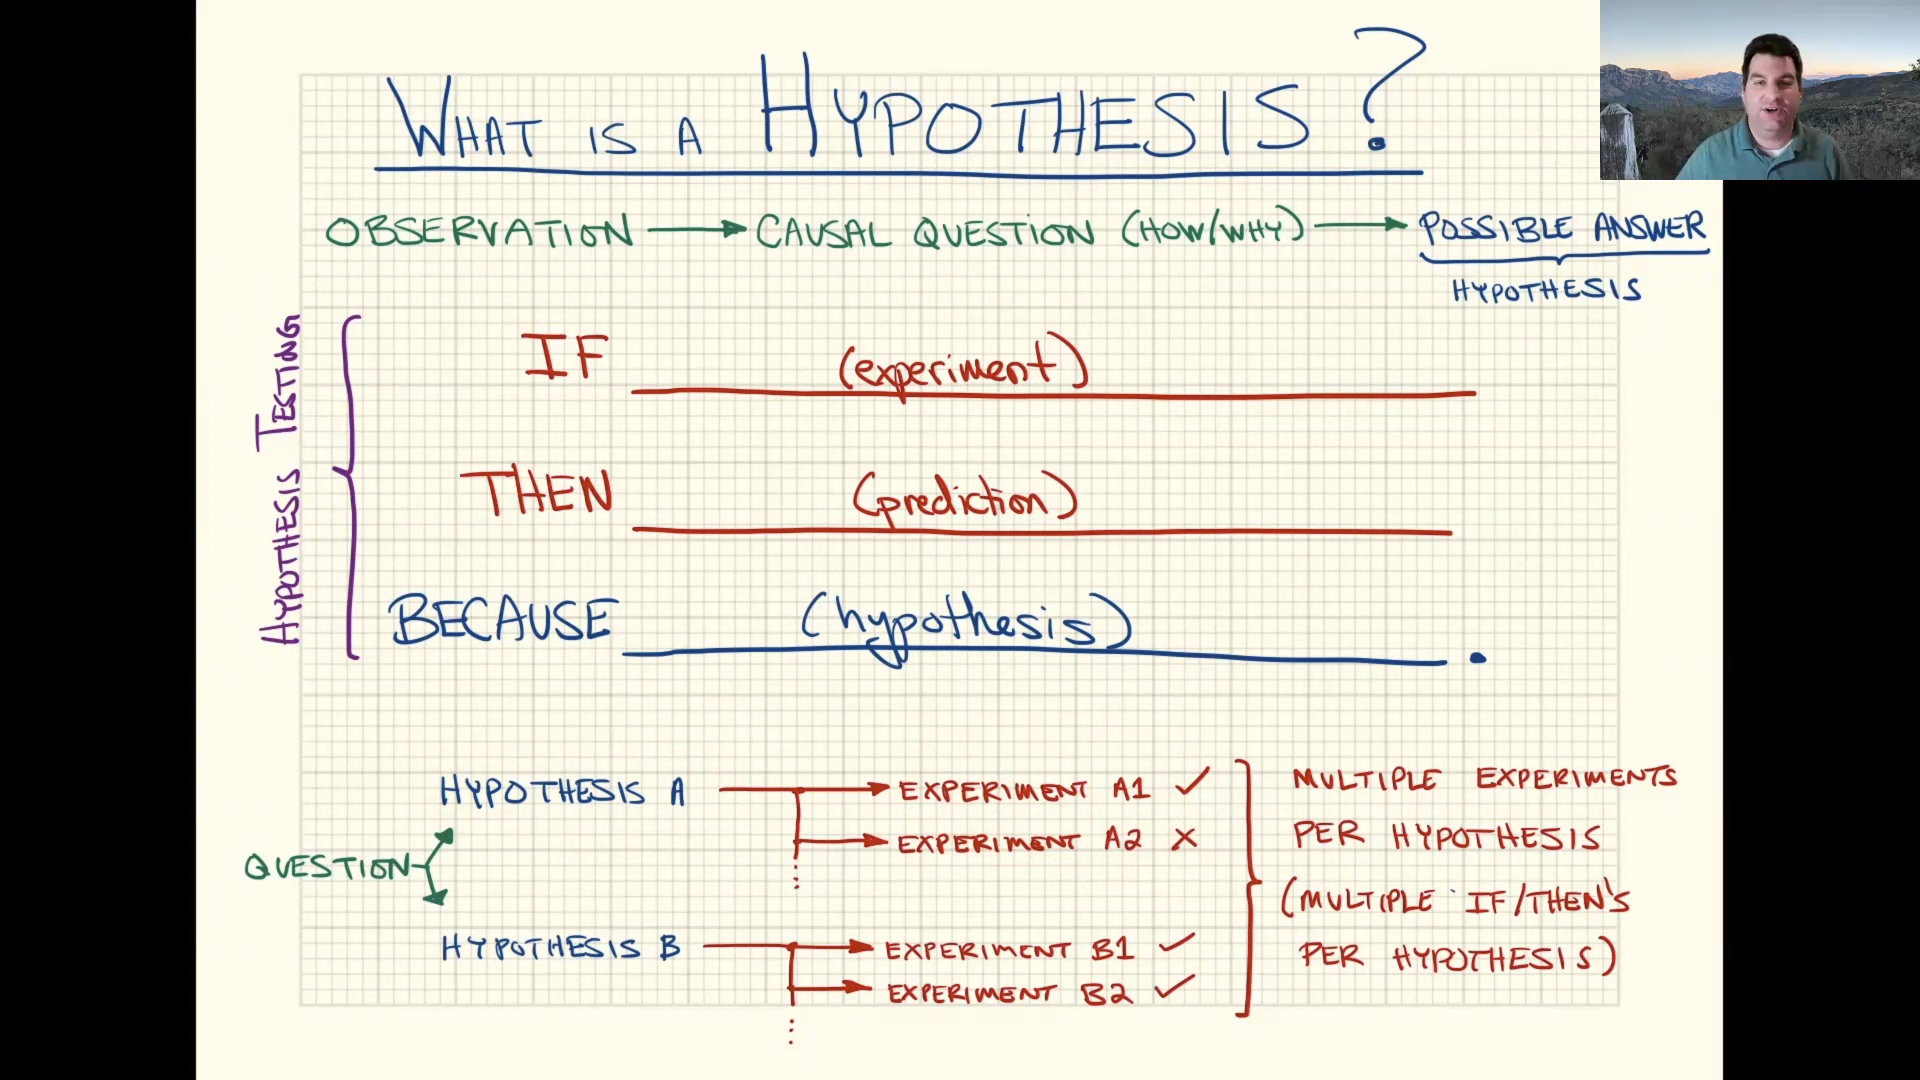 WHAT IS A HYPOTHESIS?
OBSERVATION → CAUSAL QUESTION (HOW/WHY) → POSSIBLE ANSWER
HYPOTHESIS
HYPOTHESIS TESTING
IF (experiment)
THEN (prediction)
BECAUSE (hypothesis).
QUESTION
HYPOTHESIS A → EXPERIMENT A1 ✓
EXPERIMENT A2 X
HYPOTHESIS B → EXPERIMENT B1 ✓
EXPERIMENT B2 ✓
MULTIPLE EXPERIMENTS
PER HYPOTHESIS
(MULTIPLE IF/THEN'S
PER HYPOTHESIS)